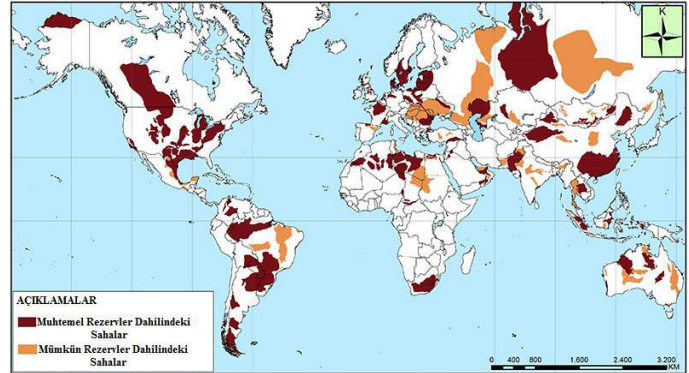 K
AÇIKLAMALAR
Muhtemel Rezervler Dahilindeki
Sahalar
Mümkün Rezervler Dahilindeki
Sahalar
0 400 800 1.600 2.400 3.200
KM